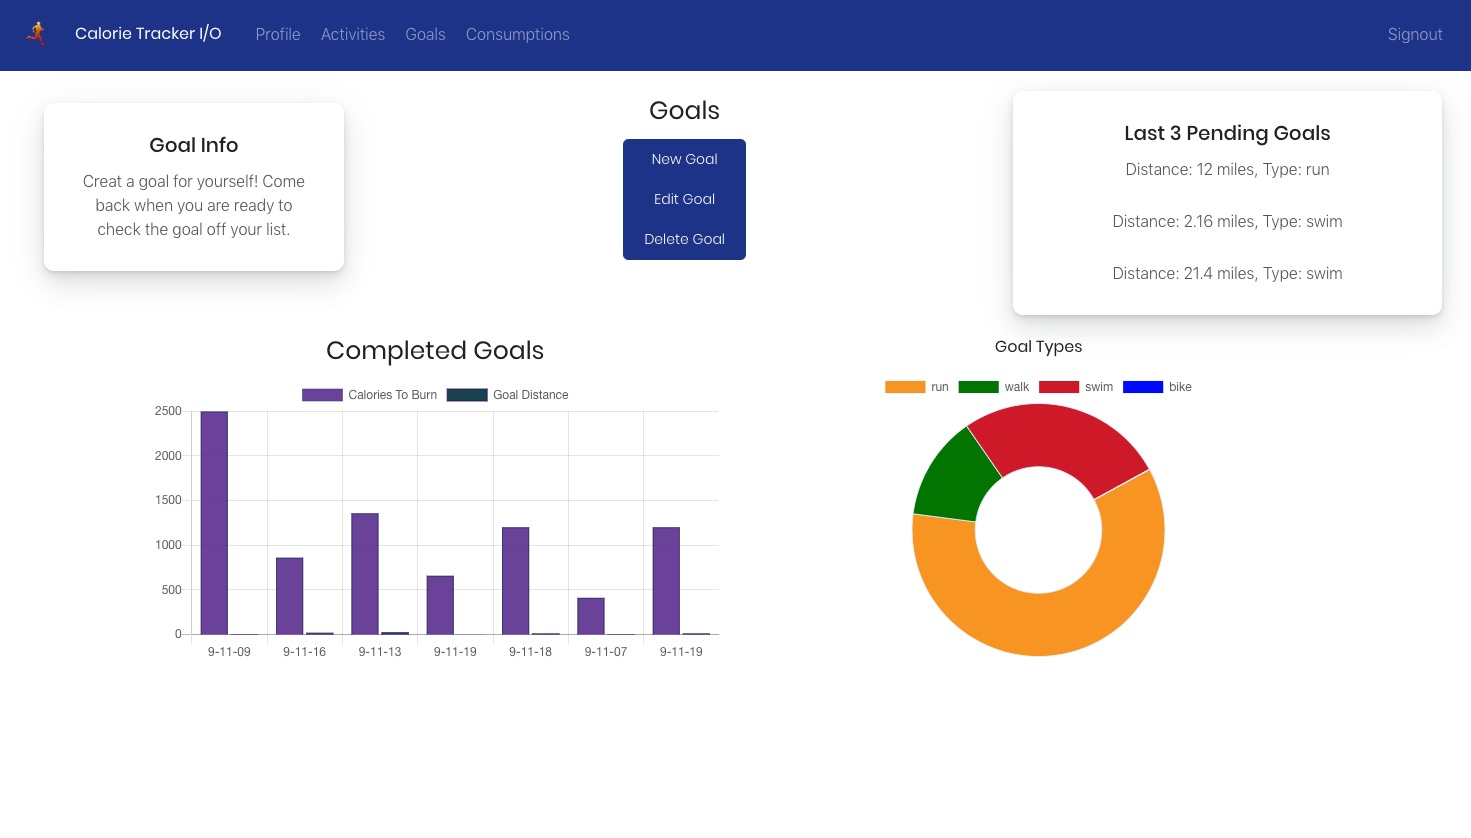 Calorie Tracker I/O Profile Activities Goals Consumptions Signout
Goal Info
Creat a goal for yourself! Come
back when you are ready to
check the goal off your list.
Goals
New Goal
Edit Goal
Delete Goal
Last 3 Pending Goals
Distance: 12 miles, Type: run
Distance: 2.16 miles, Type: swim
Distance: 21.4 miles, Type: swim
Completed Goals
Calories To Burn Goal Distance
2500
2000
1500
1000
500
0
9-11-09 9-11-16 9-11-13 9-11-19 9-11-18 9-11-07 9-11-19
Goal Types
run walk swim bike